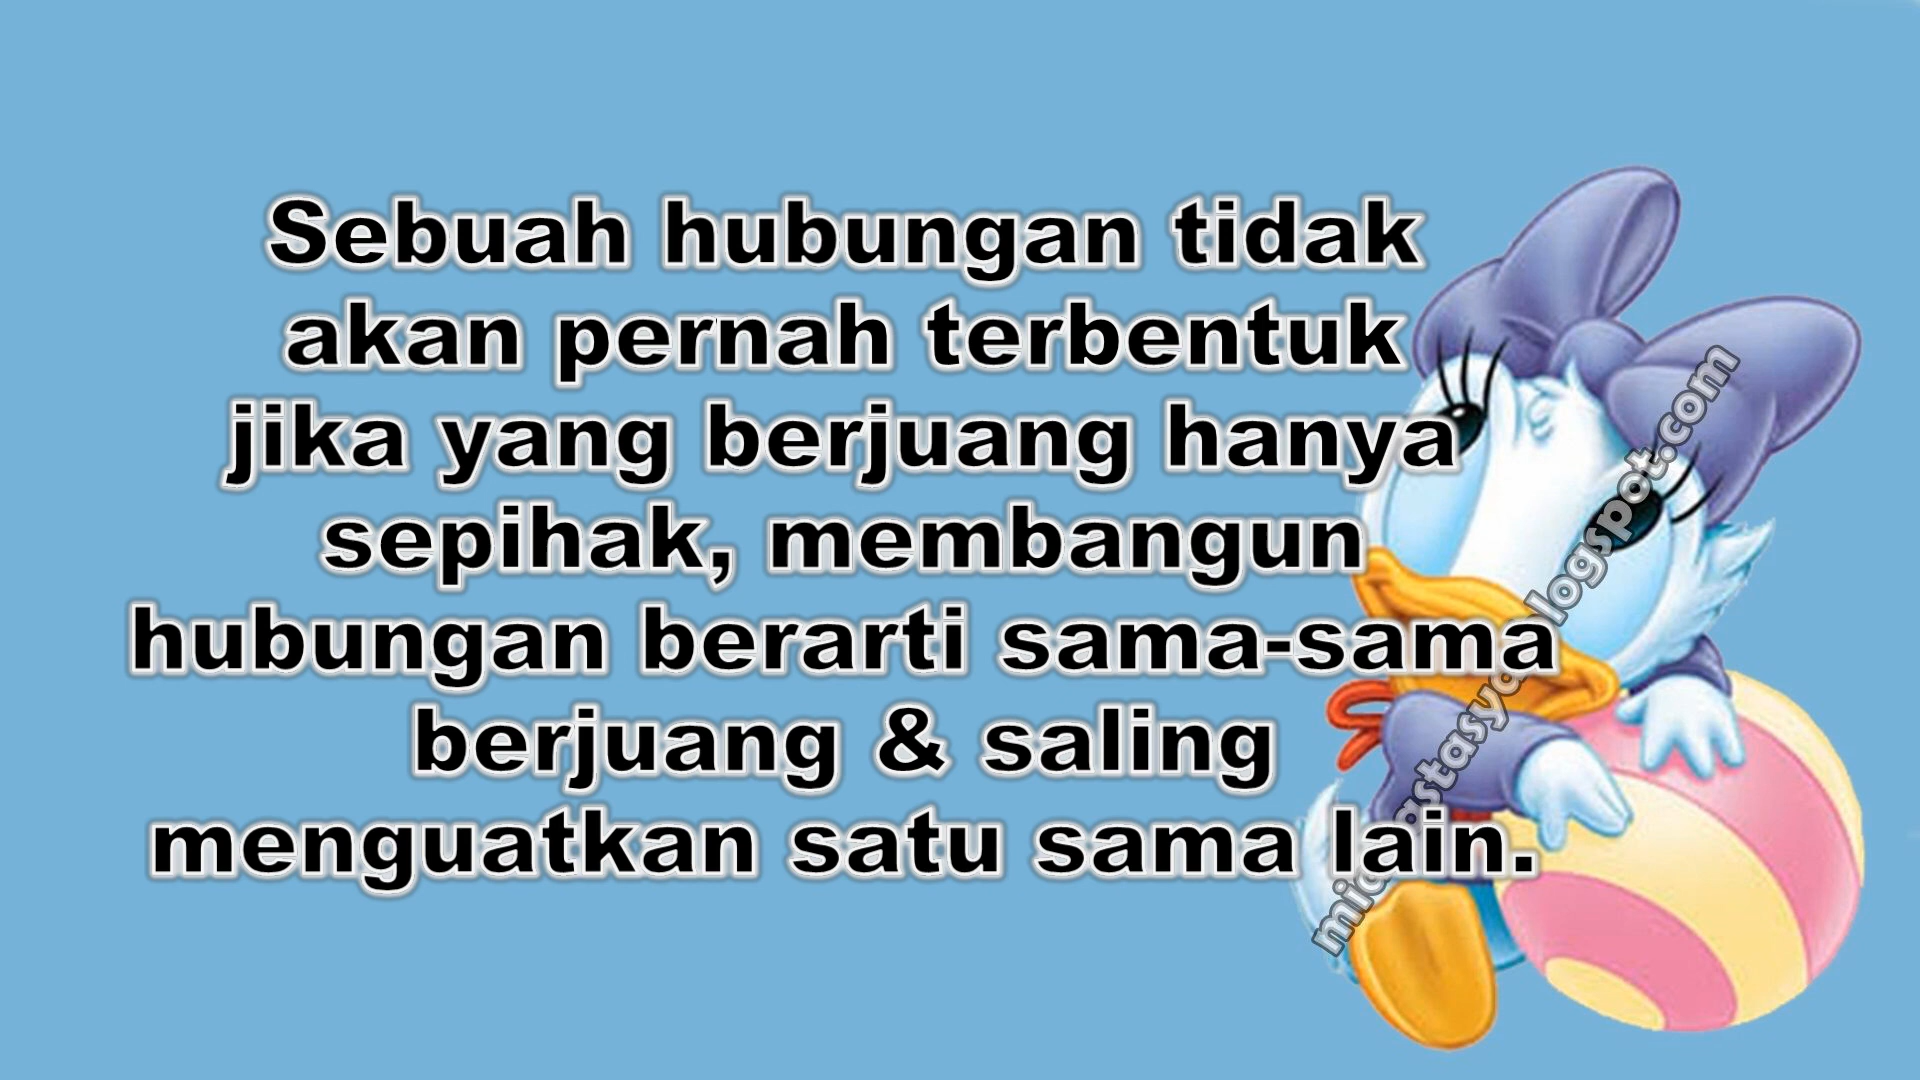 Sebuah hubungan tidak
akan pernah terbentuk
jika yang berjuang hanya
sepihak, membangun
hubungan berarti sama-sama
berjuang & saling
menguatkan satu sama lain.